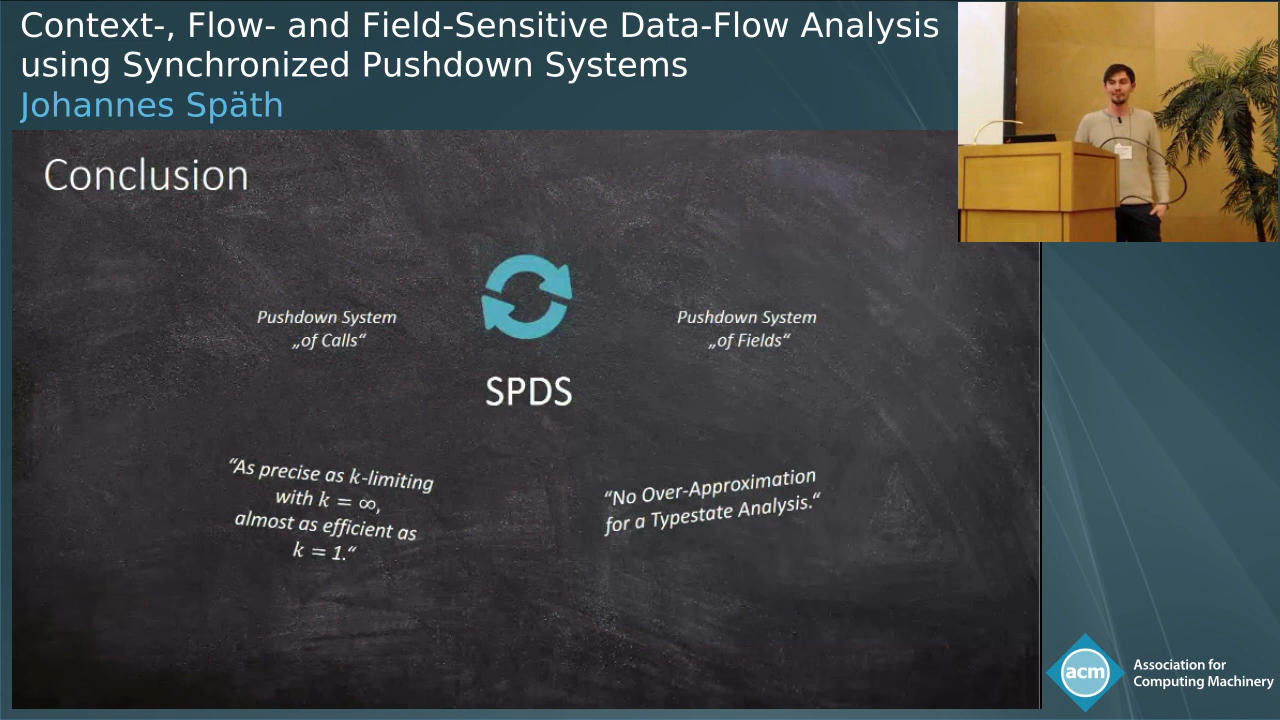 Context-, Flow- and Field-Sensitive Data-Flow Analysis
using Synchronized Pushdown Systems
Johannes Späth
Conclusion
Pushdown System
„of Calls“
Pushdown System
„of Fields“
SPDS
“As precise as k-limiting
with k = ∞,
almost as efficient as
k = 1.“
“No Over-Approximation
for a Typestate Analysis.“
acm
Association for
Computing Machinery